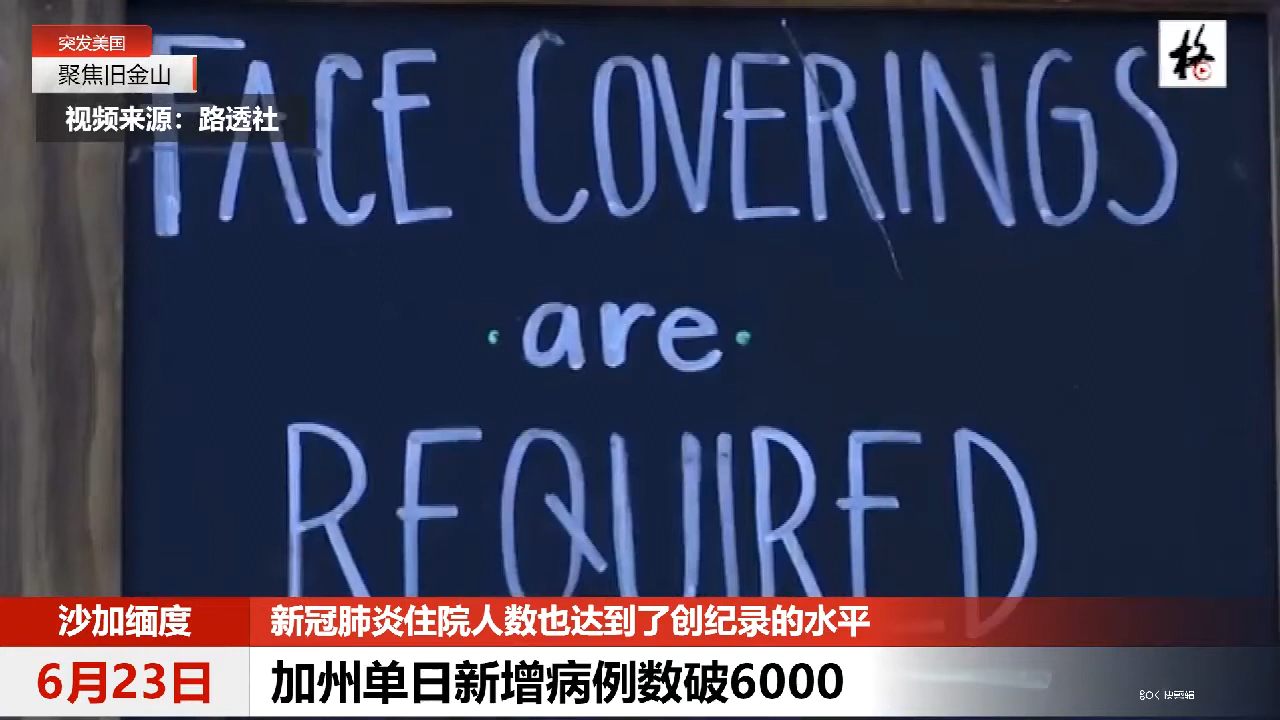 突发美国
聚焦旧金山
视频来源：路透社
格
FACE COVERINGS
are
REQUIRED
沙加缅度
新冠肺炎住院人数也达到了创纪录的水平
6月23日
加州单日新增病例数破6000